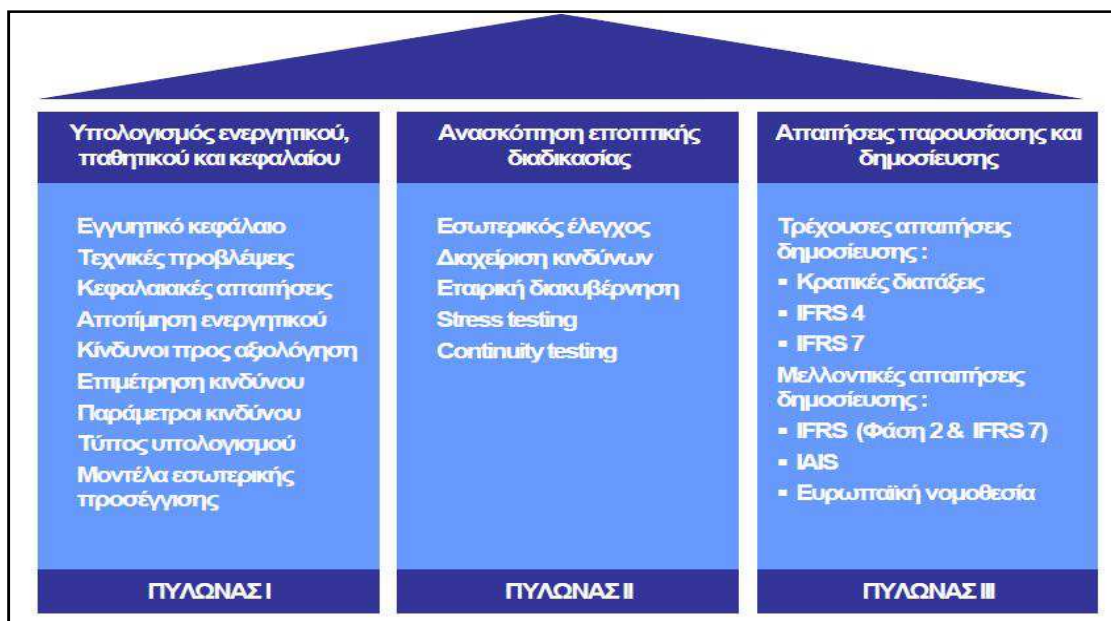 Υπολογισμός ενεργητικού,
παθητικού και κεφαλαίου
Εγγυητικό κεφάλαιο
Τεχνικές προβλέψεις
Κεφαλαιακές απαιτήσεις
Αποτίμηση ενεργητικού
Κίνδυνοι προς αξιολόγηση
Επιμέτρηση κινδύνου
Παράμετροι κινδύνου
Τύπος υπολογισμού
Μοντέλα εσωτερικής
προσέγγισης
ΠΥΛΩΝΑΣ I
Ανασκόπηση εποπτικής
διαδικασίας
Εσωτερικός έλεγχος
Διαχείριση κινδύνων
Εταιρική διακυβέρνηση
Stress testing
Continuity testing
ΠΥΛΩΝΑΣ II
Απαιτήσεις παρουσίασης και
δημοσίευσης
Τρέχουσες απαιτήσεις
δημοσίευσης :
▪ Κρατικές διατάξεις
▪ IFRS 4
▪ IFRS 7
Μελλοντικές απαιτήσεις
δημοσίευσης :
▪ IFRS (Φάση 2 & IFRS 7)
▪ IAIS
▪ Ευρωπαϊκή νομοθεσία
ΠΥΛΩΝΑΣ III